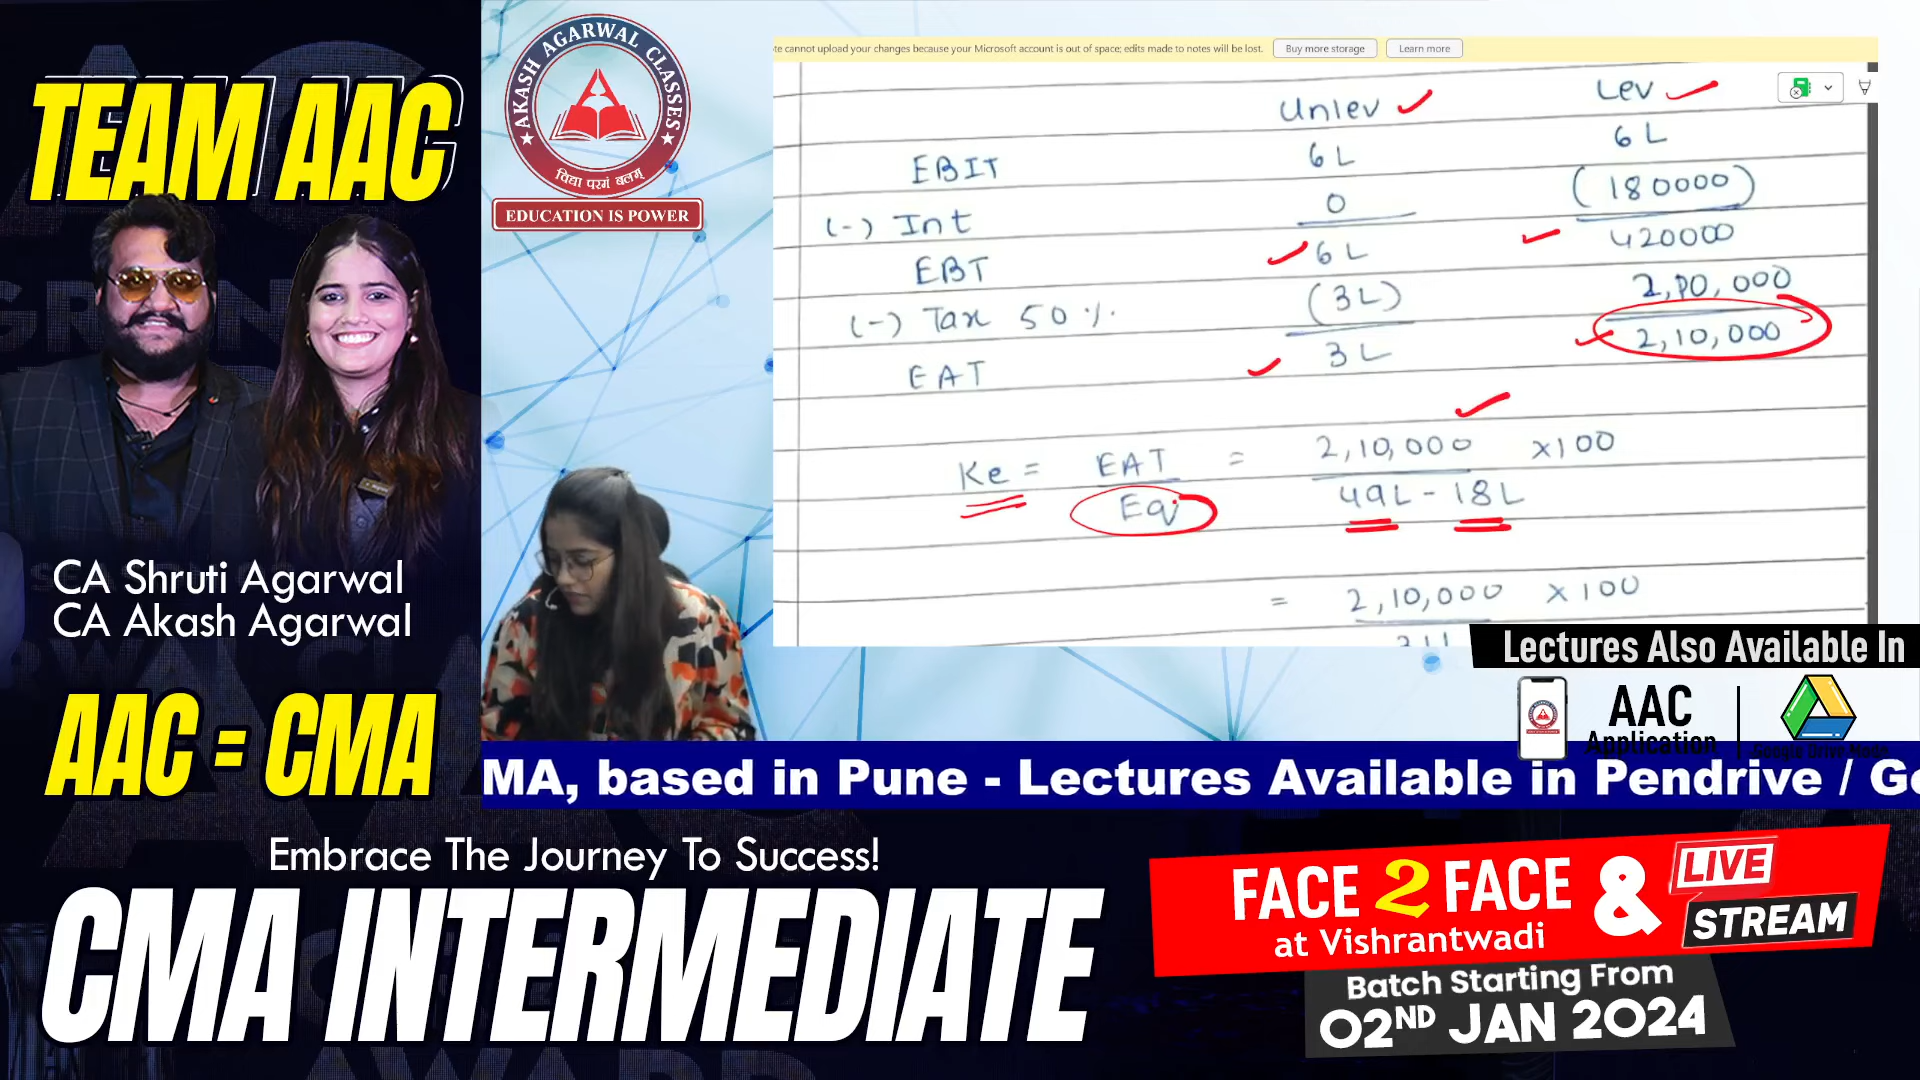 TEAM AAC
CA Shruti Agarwal
CA Akash Agarwal
AAC = CMA
AKASH AGARWAL CLASSES
विद्या परमं बलम्
EDUCATION IS POWER
te cannot upload your changes because your Microsoft account is out of space; edits made to notes will be lost. Buy more storage Learn more
Unlev Lev
EBIT 6 L 6 L
(-) Int 0 (180000)
EBT 6 L 420000
(-) Tax 50 %. (3L) 2,10,000
EAT 3 L 2,10,000
Ke = EAT = 2,10,000 x100
Eq 49L - 18L
= 2,10,000 x 100
Lectures Also Available In
AAC
Application
Google Drive Mode
MA, based in Pune - Lectures Available in Pendrive / Go
Embrace The Journey To Success!
CMA INTERMEDIATE
FACE 2 FACE & LIVE
at Vishrantwadi STREAM
Batch Starting From
02ND JAN 2024